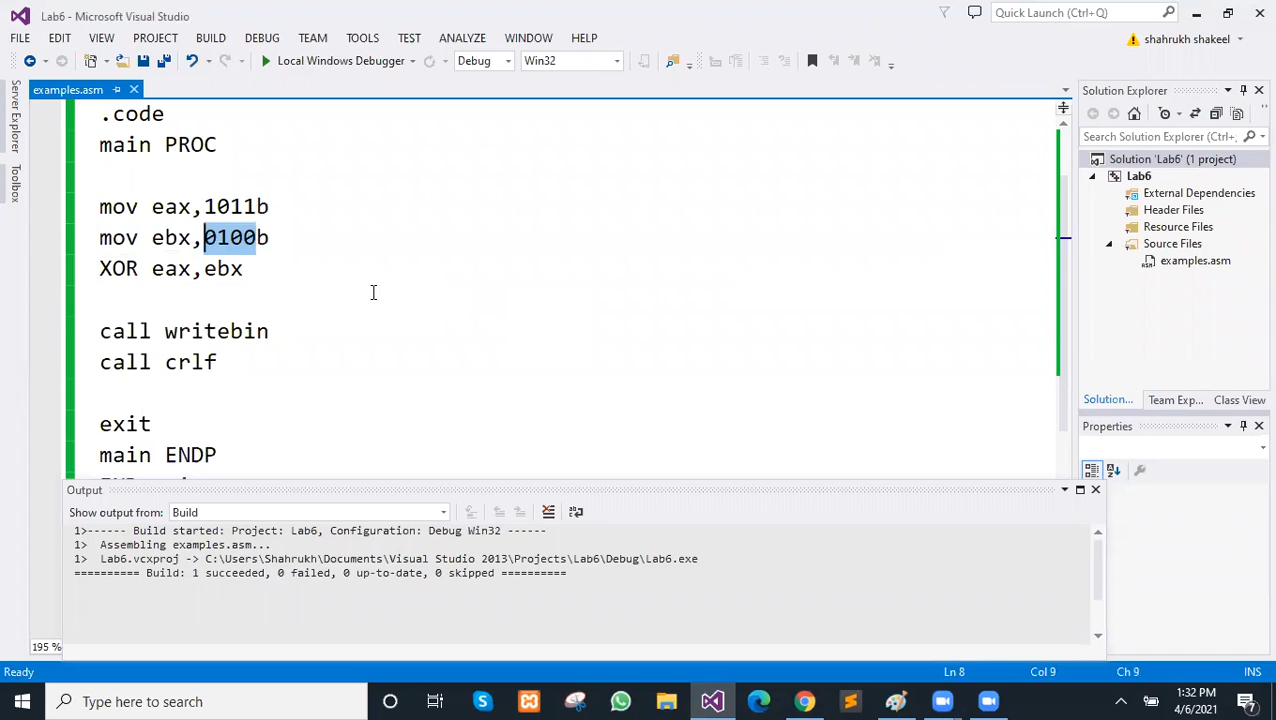 Lab6 - Microsoft Visual Studio
Quick Launch (Ctrl+Q)
FILE EDIT VIEW PROJECT BUILD DEBUG TEAM TOOLS TEST ANALYZE WINDOW HELP
shahrukh shakeel
Local Windows Debugger Debug Win32
Server Explorer
Toolbox
examples.asm
.code
main PROC
mov eax,1011b
mov ebx,0100b
XOR eax,ebx
call writebin
call crlf
exit
main ENDP
195 %
Output
Show output from: Build
1>------ Build started: Project: Lab6, Configuration: Debug Win32 ------
1> Assembling examples.asm...
1> Lab6.vcxproj -> C:\Users\Shahrukh\Documents\Visual Studio 2013\Projects\Lab6\Debug\Lab6.exe
========== Build: 1 succeeded, 0 failed, 0 up-to-date, 0 skipped ==========
Solution Explorer
Search Solution Explorer (Ctrl+
Solution 'Lab6' (1 project)
Lab6
External Dependencies
Header Files
Resource Files
Source Files
examples.asm
Solution... Team Exp... Class View
Properties
Ready Ln 8 Col 9 Ch 9 INS
Type here to search
1:32 PM
4/6/2021
7